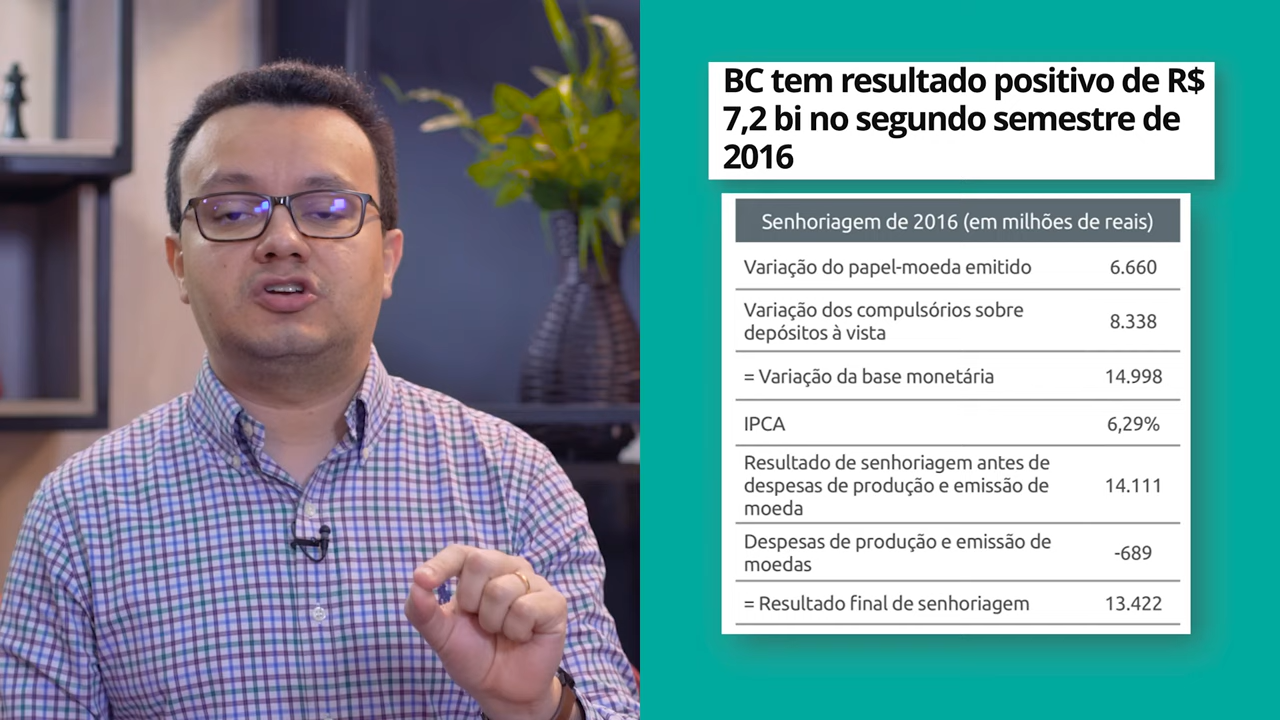 BC tem resultado positivo de R$
7,2 bi no segundo semestre de
2016
Senhoriagem de 2016 (em milhões de reais)
Variação do papel-moeda emitido 6.660
Variação dos compulsórios sobre
depósitos à vista 8.338
= Variação da base monetária 14.998
IPCA 6,29%
Resultado de senhoriagem antes de
despesas de produção e emissão de 14.111
moeda
Despesas de produção e emissão de
moedas -689
= Resultado final de senhoriagem 13.422